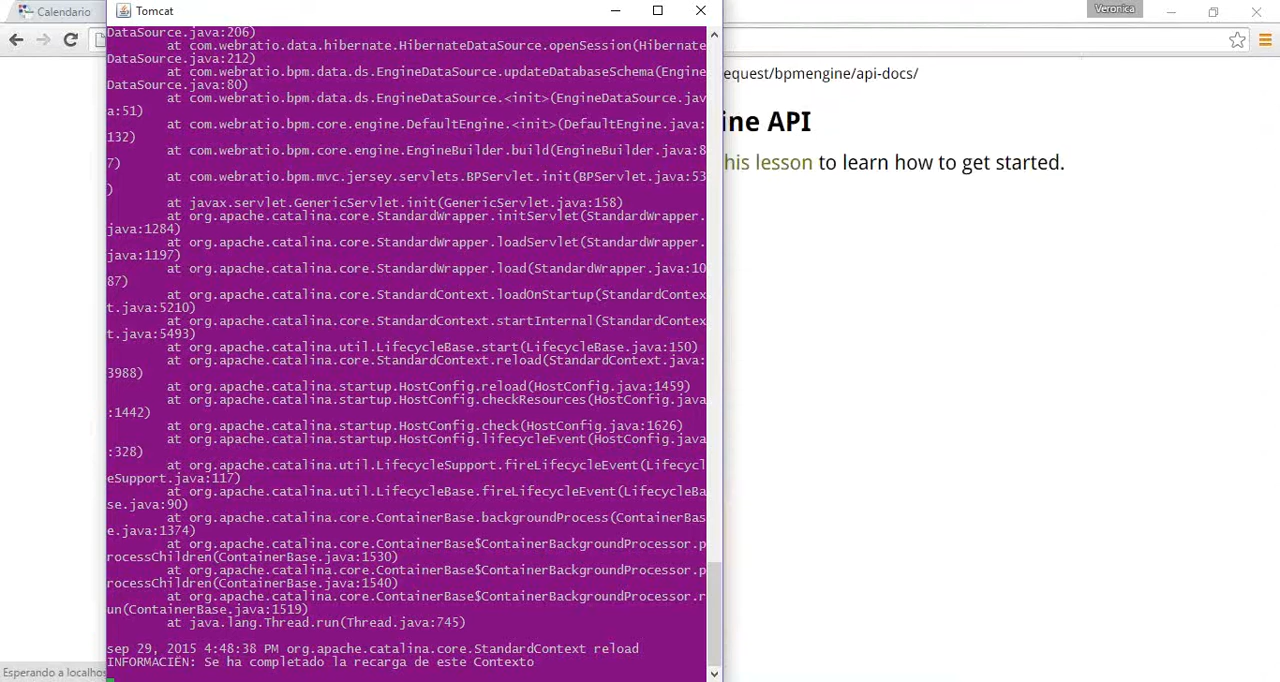 Calendario
Tomcat
Veronica
DataSource.java:206)
at com.webratio.data.hibernate.HibernateDataSource.openSession(Hibernate
DataSource.java:212)
at com.webratio.bpm.data.ds.EngineDataSource.updateDatabaseSchema(Engine
DataSource.java:80)
at com.webratio.bpm.data.ds.EngineDataSource.<init>(EngineDataSource.jav
a:51)
at com.webratio.bpm.core.engine.DefaultEngine.<init>(DefaultEngine.java:
132)
at com.webratio.bpm.core.engine.EngineBuilder.build(EngineBuilder.java:8
7)
at com.webratio.bpm.mvc.jersey.servlets.BPServlet.init(BPServlet.java:53
)
at javax.servlet.GenericServlet.init(GenericServlet.java:158)
at org.apache.catalina.core.StandardWrapper.initServlet(StandardWrapper.
java:1284)
at org.apache.catalina.core.StandardWrapper.loadServlet(StandardWrapper.
java:1197)
at org.apache.catalina.core.StandardWrapper.load(StandardWrapper.java:10
87)
at org.apache.catalina.core.StandardContext.loadOnStartup(StandardContex
t.java:5210)
at org.apache.catalina.core.StandardContext.startInternal(StandardContex
t.java:5493)
at org.apache.catalina.util.LifecycleBase.start(LifecycleBase.java:150)
at org.apache.catalina.core.StandardContext.reload(StandardContext.java:
3988)
at org.apache.catalina.startup.HostConfig.reload(HostConfig.java:1459)
at org.apache.catalina.startup.HostConfig.checkResources(HostConfig.java
:1442)
at org.apache.catalina.startup.HostConfig.check(HostConfig.java:1626)
at org.apache.catalina.startup.HostConfig.lifecycleEvent(HostConfig.java
:328)
at org.apache.catalina.util.LifecycleSupport.fireLifecycleEvent(Lifecycl
eSupport.java:117)
at org.apache.catalina.util.LifecycleBase.fireLifecycleEvent(LifecycleBa
se.java:90)
at org.apache.catalina.core.ContainerBase.backgroundProcess(ContainerBas
e.java:1374)
at org.apache.catalina.core.ContainerBase$ContainerBackgroundProcessor.p
rocessChildren(ContainerBase.java:1530)
at org.apache.catalina.core.ContainerBase$ContainerBackgroundProcessor.p
rocessChildren(ContainerBase.java:1540)
at org.apache.catalina.core.ContainerBase$ContainerBackgroundProcessor.r
un(ContainerBase.java:1519)
at java.lang.Thread.run(Thread.java:745)
sep 29, 2015 4:48:38 PM org.apache.catalina.core.StandardContext reload
INFORMACIËN: Se ha completado la recarga de este Contexto
equest/bpmengine/api-docs/
ine API
his lesson to learn how to get started.
Esperando a localhos